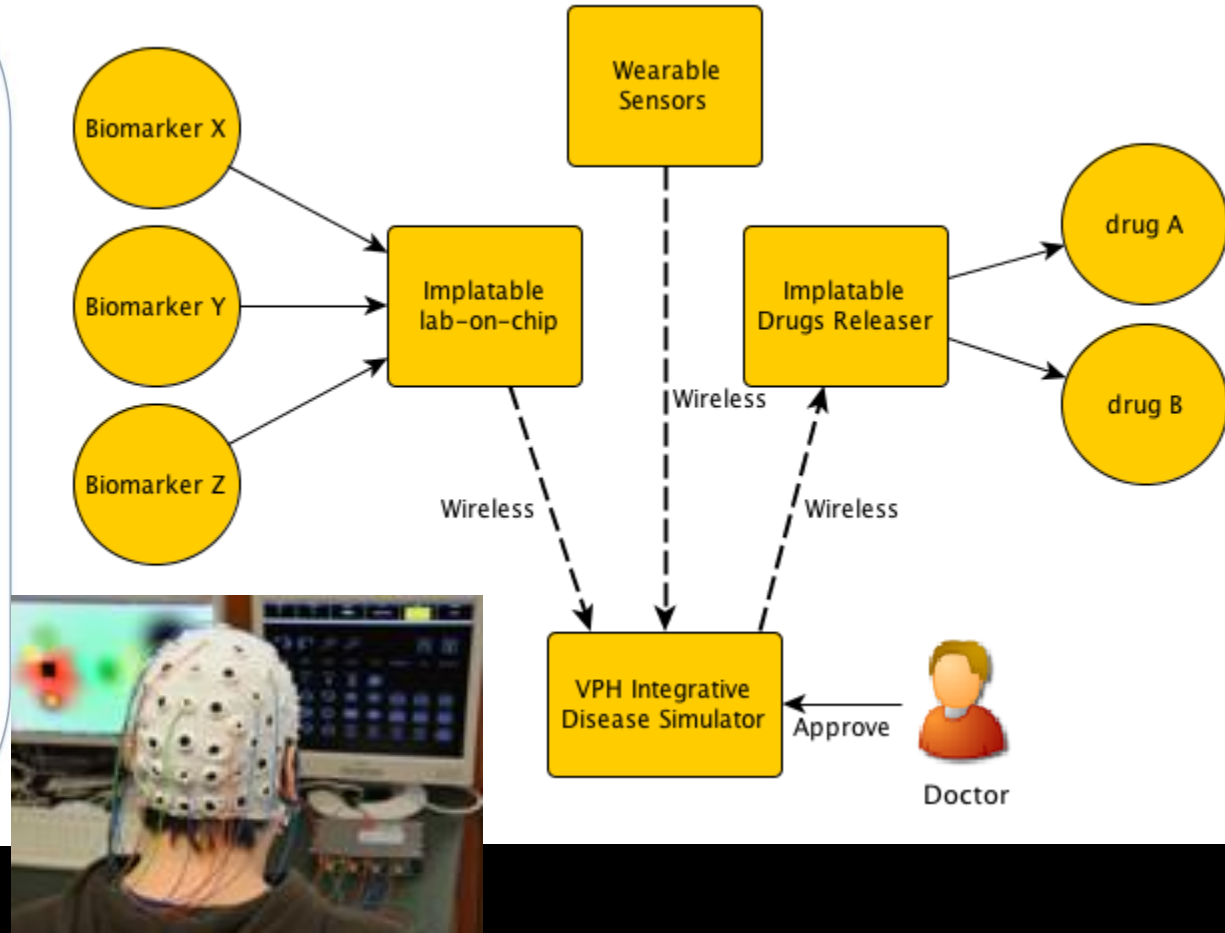 Wearable
Sensors
Biomarker X
Biomarker Y
Biomarker Z
Implatable
lab-on-chip
Implatable
Drugs Releaser
drug A
drug B
Wireless
Wireless
Wireless
VPH Integrative
Disease Simulator
Approve
Doctor